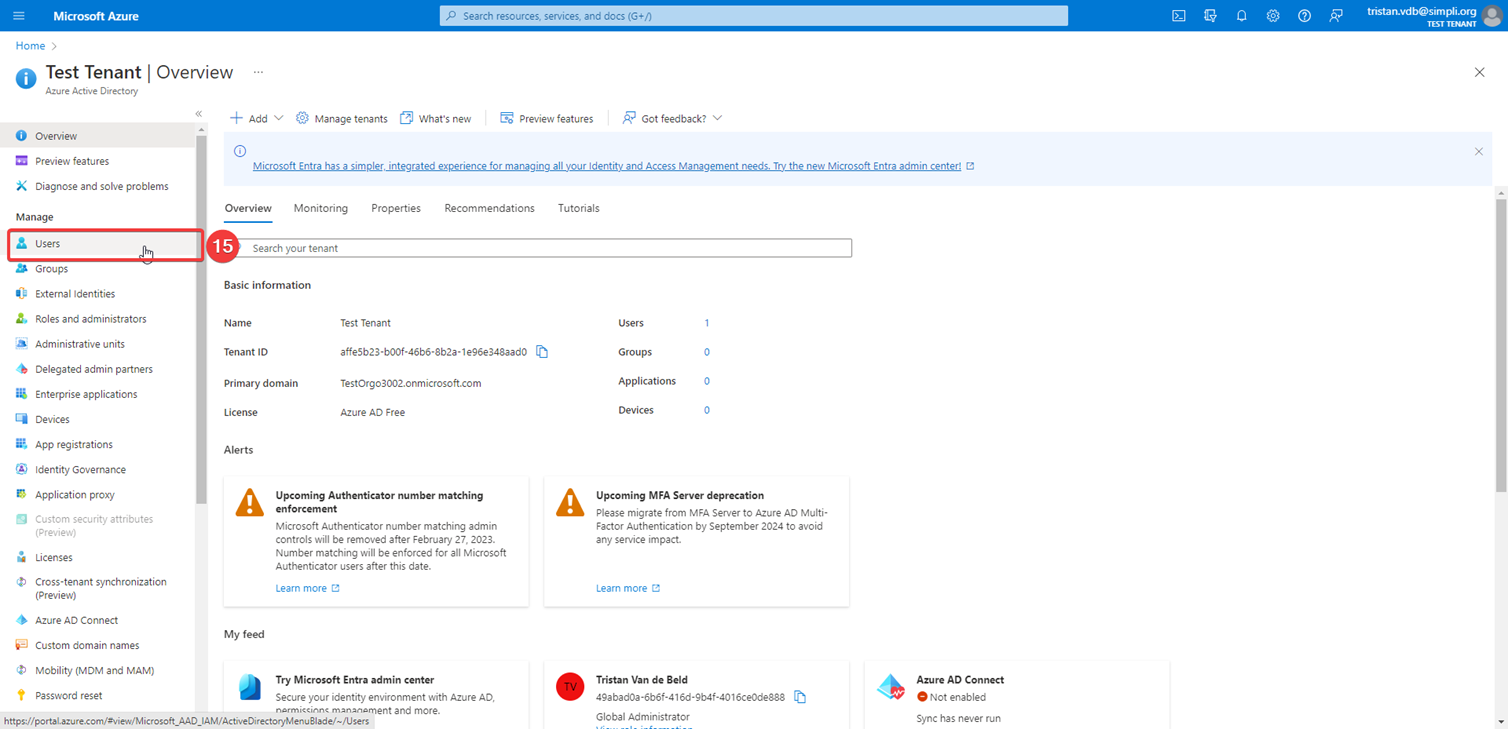 Microsoft Azure
Search resources, services, and docs (G+/)
tristan.vdb@simpli.org
TEST TENANT
Home
Test Tenant | Overview
Azure Active Directory
Add
Manage tenants
What's new
Preview features
Got feedback?
Overview
Preview features
Diagnose and solve problems
Manage
Users
Groups
External Identities
Roles and administrators
Administrative units
Delegated admin partners
Enterprise applications
Devices
App registrations
Identity Governance
Application proxy
Custom security attributes
(Preview)
Licenses
Cross-tenant synchronization
(Preview)
Azure AD Connect
Custom domain names
Mobility (MDM and MAM)
Password reset
https://portal.azure.com/#view/Microsoft_AAD_IAM/ActiveDirectoryMenuBlade/~/Users
15
Microsoft Entra has a simpler, integrated experience for managing all your Identity and Access Management needs. Try the new Microsoft Entra admin center!
Overview
Monitoring
Properties
Recommendations
Tutorials
Search your tenant
Basic information
Name Test Tenant Users 1
Tenant ID affe5b23-b00f-46b6-8b2a-1e96e348aad0 Groups 0
Primary domain TestOrgo3002.onmicrosoft.com Applications 0
License Azure AD Free Devices 0
Alerts
Upcoming Authenticator number matching
enforcement
Microsoft Authenticator number matching admin
controls will be removed after February 27, 2023.
Number matching will be enforced for all Microsoft
Authenticator users after this date.
Learn more
Upcoming MFA Server deprecation
Please migrate from MFA Server to Azure AD Multi-
Factor Authentication by September 2024 to avoid
any service impact.
Learn more
My feed
Try Microsoft Entra admin center
Secure your identity environment with Azure AD,
permissions management and more.
TV
Tristan Van de Beld
49abad0a-6b6f-416d-9b4f-4016ce0de888
Global Administrator
View role information
Azure AD Connect
Not enabled
Sync has never run